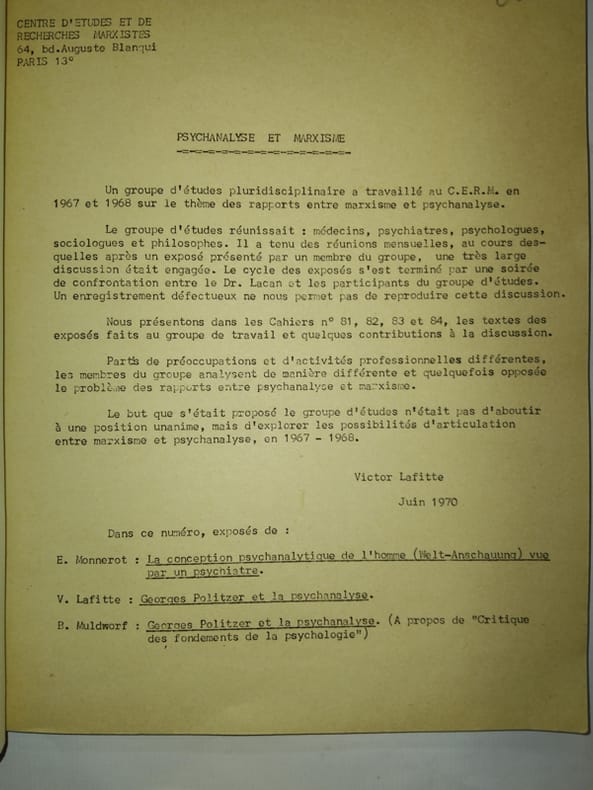 CENTRE D'ETUDES ET DE
RECHERCHES MARXISTES
64, bd.Auguste Blanqui
PARIS 13°
PSYCHANALYSE ET MARXISME
-=-=-=-=-=-=-=-=-=-=-=-=-
Un groupe d'études pluridisciplinaire a travaillé au C.E.R.M. en
1967 et 1968 sur le thème des rapports entre marxisme et psychanalyse.
Le groupe d'études réunissait : médecins, psychiatres, psychologues,
sociologues et philosophes. Il a tenu des réunions mensuelles, au cours des-
quelles après un exposé présenté par un membre du groupe, une très large
discussion était engagée. Le cycle des exposés s'est terminé par une soirée
de confrontation entre le Dr. Lacan et les participants du groupe d'études.
Un enregistrement défectueux ne nous permet pas de reproduire cette discussion.
Nous présentons dans les Cahiers n° 81, 82, 83 et 84, les textes des
exposés faits au groupe de travail et quelques contributions à la discussion.
Partis de préoccupations et d'activités professionnelles différentes,
les membres du groupe analysent de manière différente et quelquefois opposée
le problème des rapports entre psychanalyse et marxisme.
Le but que s'était proposé le groupe d'études n'était pas d'aboutir
à une position unanime, mais d'explorer les possibilités d'articulation
entre marxisme et psychanalyse, en 1967 - 1968.
Victor Lafitte
Juin 1970
Dans ce numéro, exposés de :
E. Monnerot : La conception psychanalytique de l'homme (Welt-Anschauung) vue
par un psychiatre.
V. Lafitte : Georges Politzer et la psychanalyse.
B. Muldworf : Georges Politzer et la psychanalyse. (A propos de "Critique
des fondements de la psychologie")